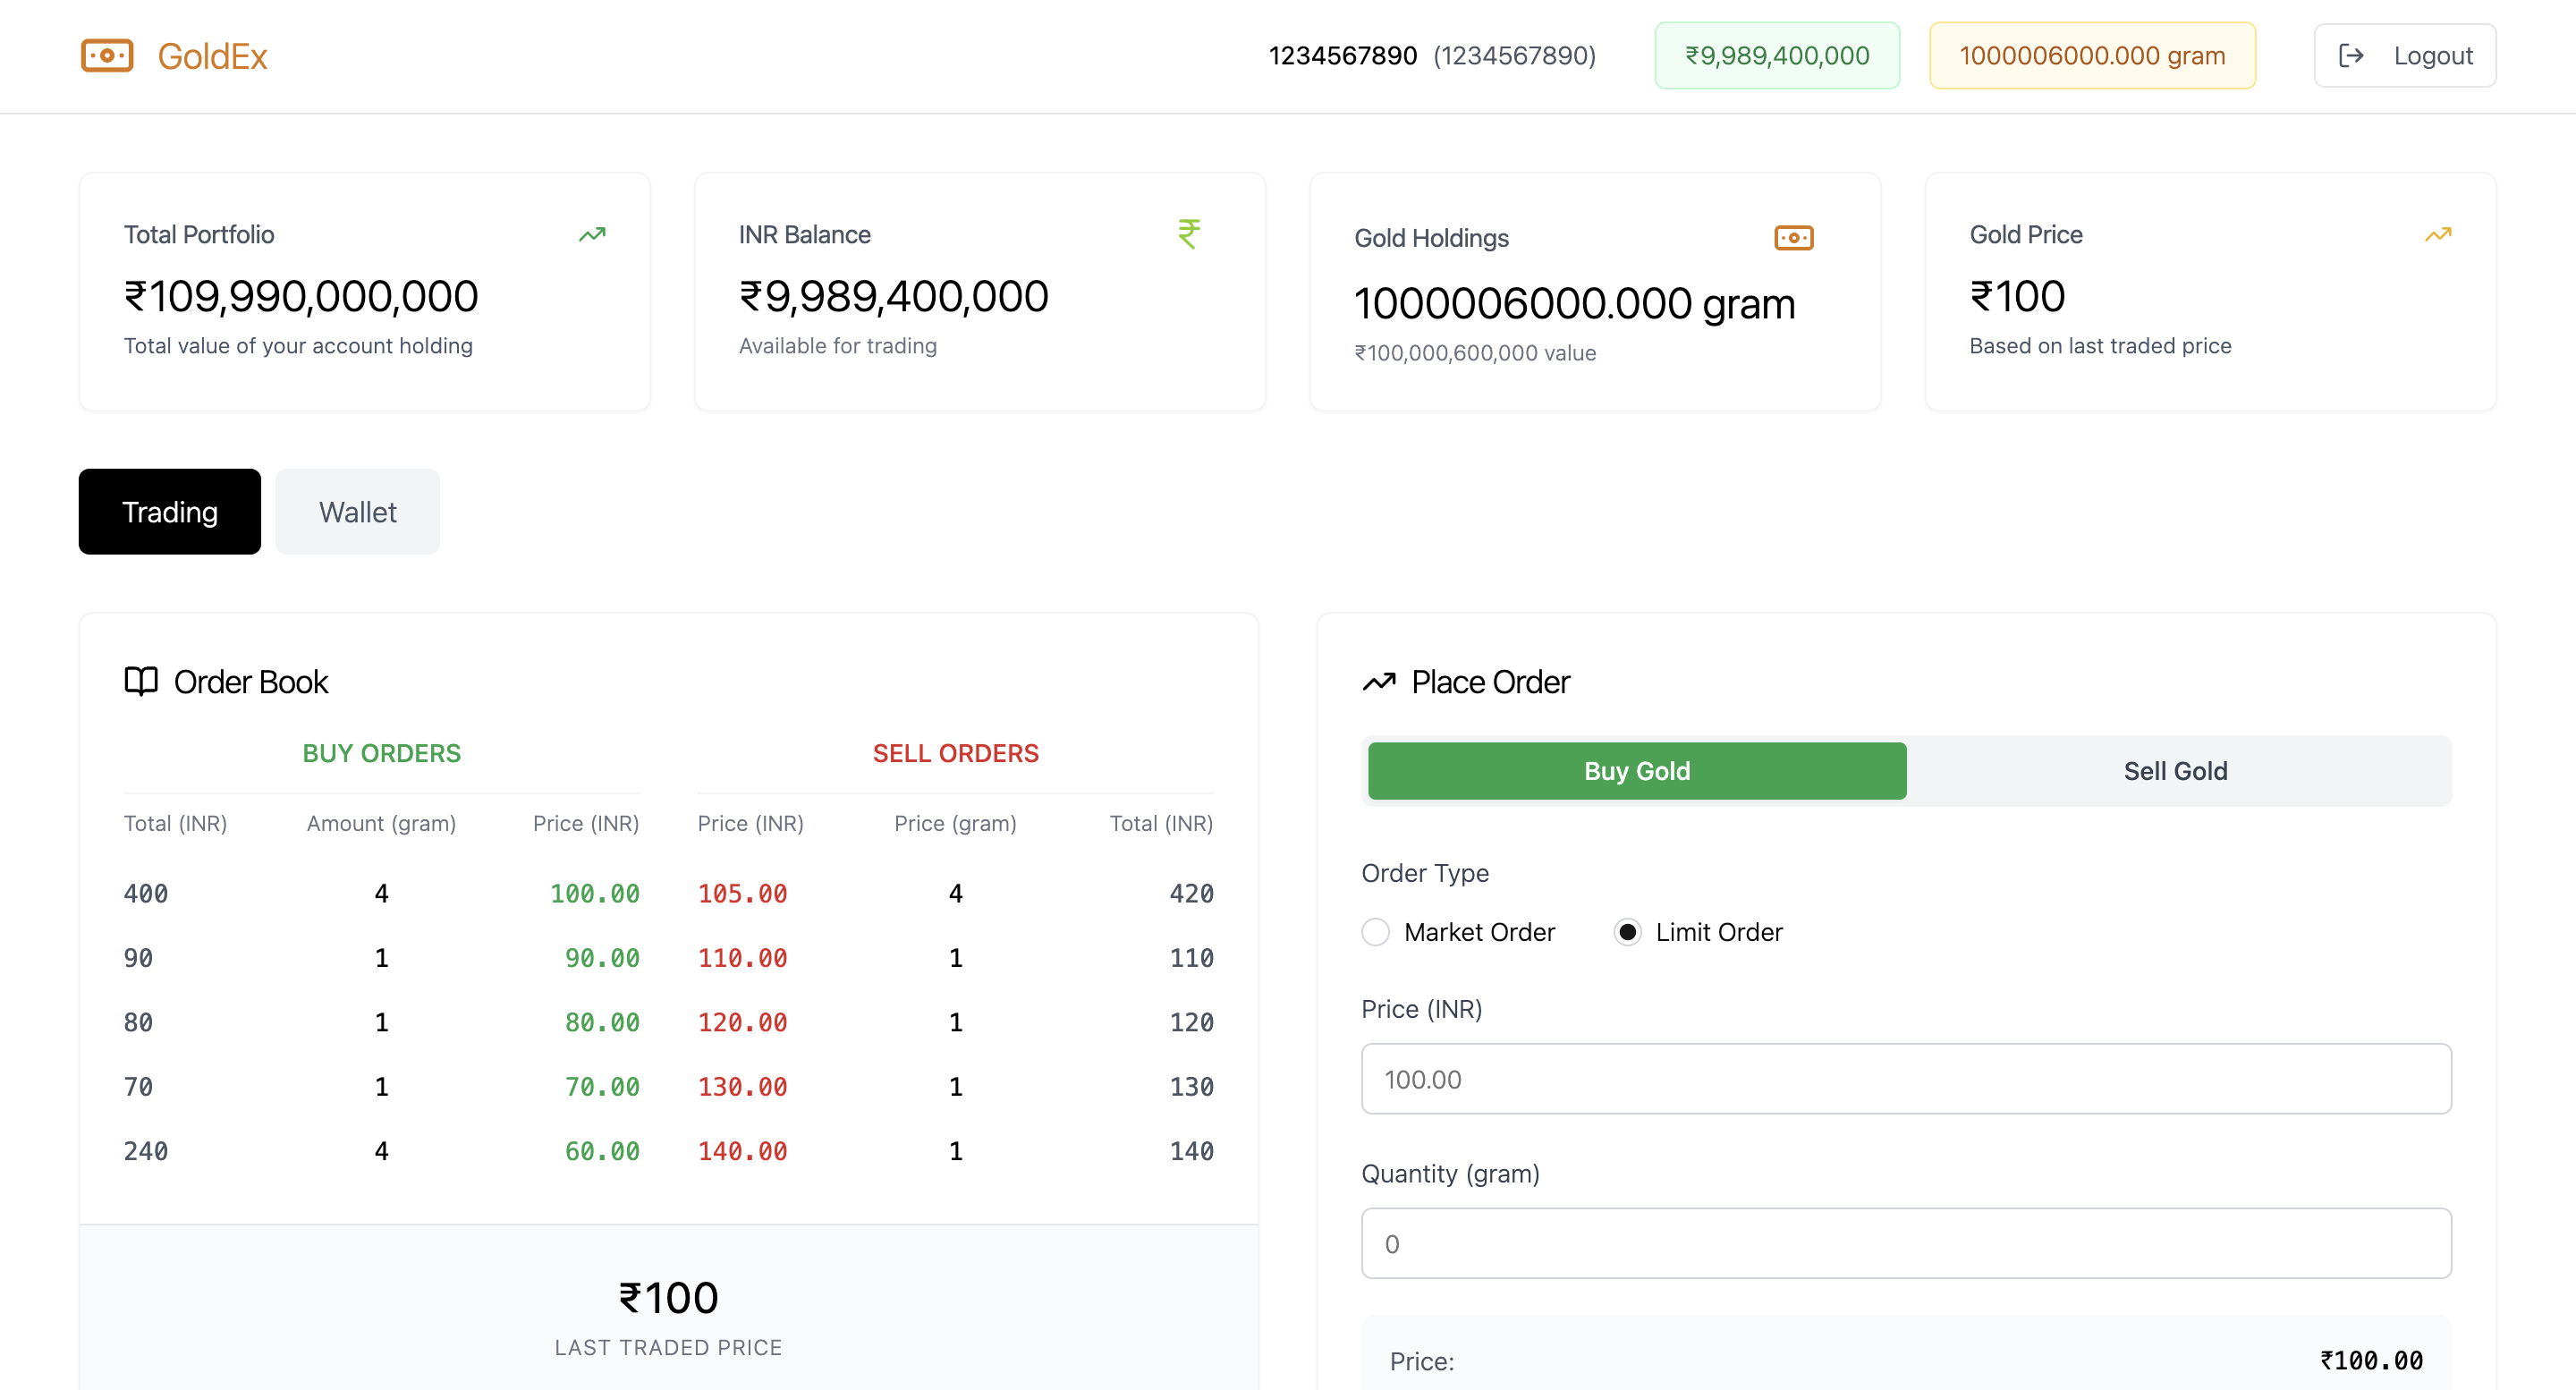 GoldEx
1234567890 (1234567890)
₹9,989,400,000
1000006000.000 gram
Logout
Total Portfolio
₹109,990,000,000
Total value of your account holding
INR Balance
₹
₹9,989,400,000
Available for trading
Gold Holdings
1000006000.000 gram
₹100,000,600,000 value
Gold Price
₹100
Based on last traded price
Trading
Wallet
Order Book
BUY ORDERS
Total (INR) Amount (gram) Price (INR)
400 4 100.00
90 1 90.00
80 1 80.00
70 1 70.00
240 4 60.00
SELL ORDERS
Price (INR) Price (gram) Total (INR)
105.00 4 420
110.00 1 110
120.00 1 120
130.00 1 130
140.00 1 140
₹100
LAST TRADED PRICE
Place Order
Buy Gold
Sell Gold
Order Type
Market Order
Limit Order
Price (INR)
100.00
Quantity (gram)
0
Price: ₹100.00